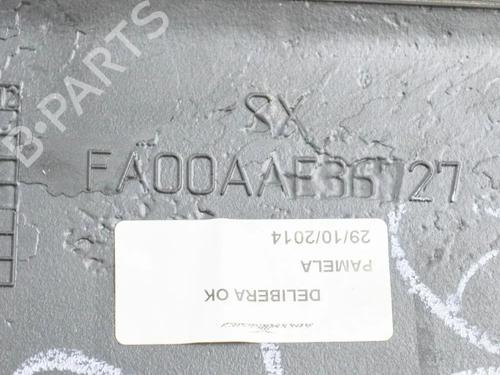 B-PARTS
SX
FA00AAE36727
DELIBERA OK
PAMELA
29/10/2014